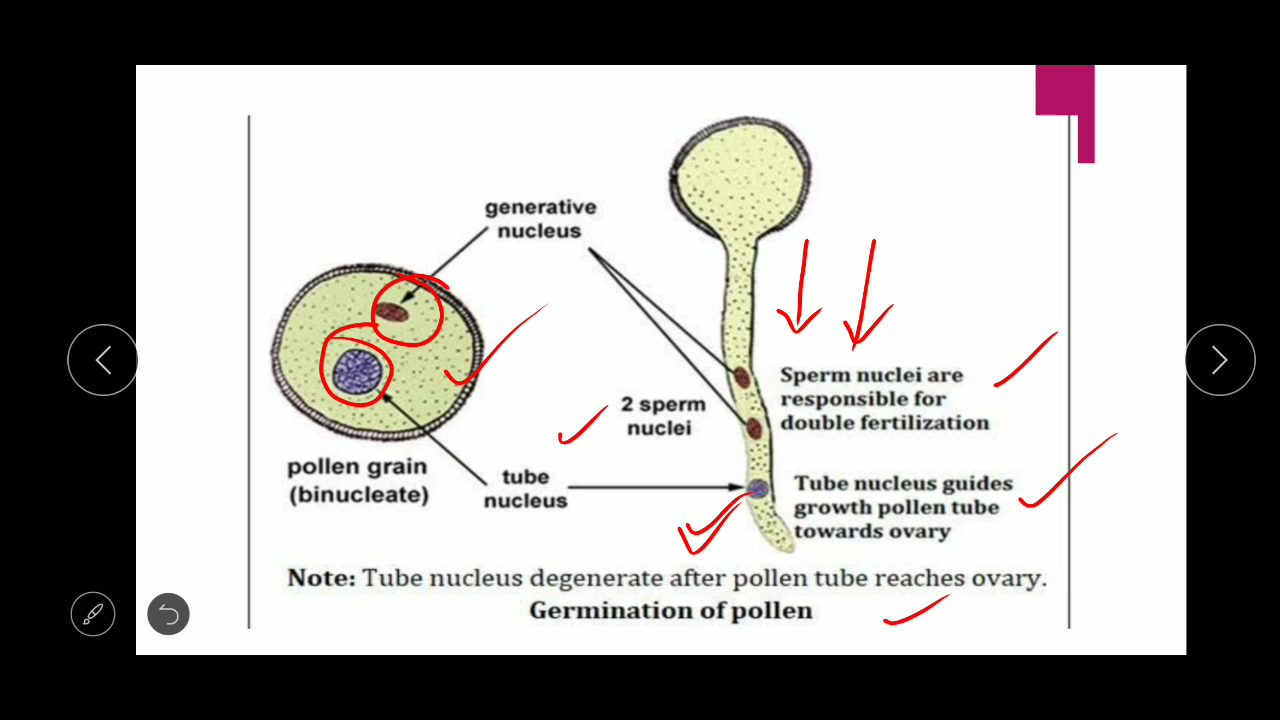 generative
nucleus
2 sperm
nuclei
Sperm nuclei are
responsible for
double fertilization
pollen grain
(binucleate)
tube
nucleus
Tube nucleus guides
growth pollen tube
towards ovary
Note: Tube nucleus degenerate after pollen tube reaches ovary.
Germination of pollen